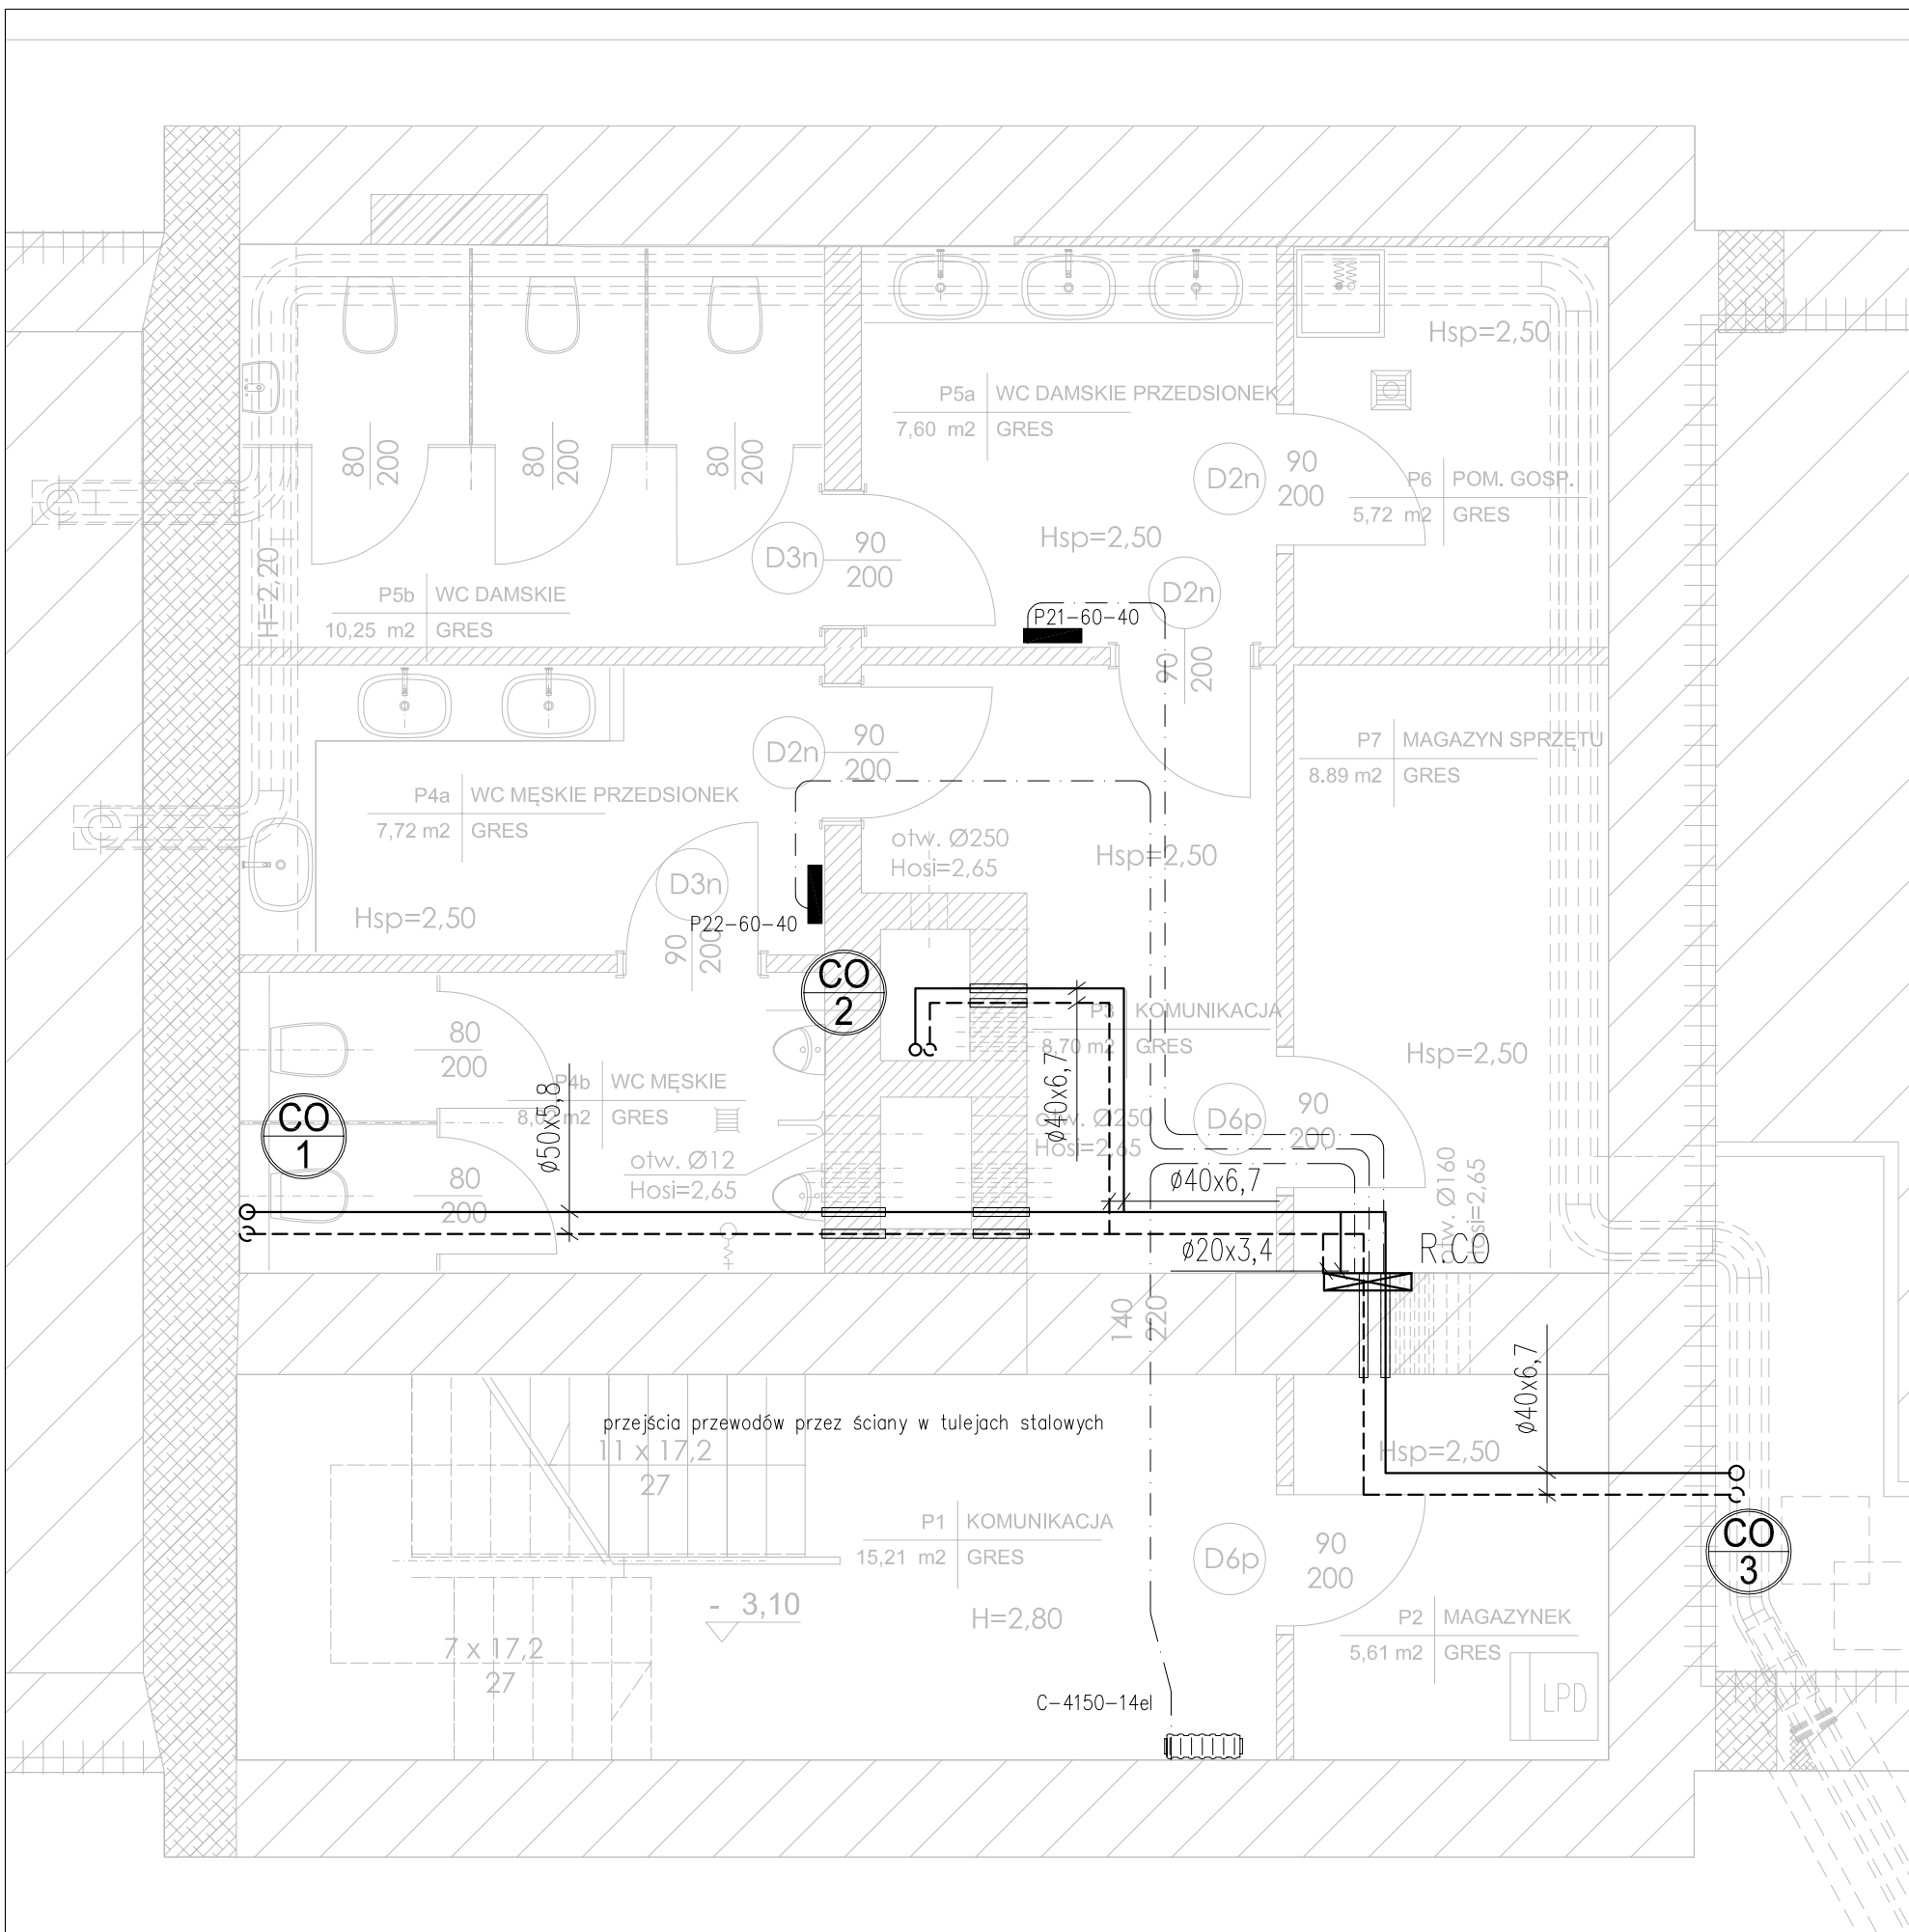 Hsp=2,50
P5a WC DAMSKIE PRZEDSIONEK
7,60 m2 GRES
80
200
80
200
80
200
D2n
90
200
P6 POM. GOSP.
5,72 m2 GRES
Hsp=2,50
D3n
90
200
D2n
H=2,20
P5b WC DAMSKIE
10,25 m2 GRES
P21-60-40
90
200
D2n
90
200
P7 MAGAZYN SPRZĘTU
8.89 m2 GRES
P4a WC MĘSKIE PRZEDSIONEK
7,72 m2 GRES
otw. Ø250
Hosi=2,65
Hsp=2,50
D3n
Hsp=2,50
P22-60-40
90
200
CO
2
P3 KOMUNIKACJA
8,70 m2 GRES
80
200
Hsp=2,50
P4b WC MĘSKIE
m2 GRES
ø50x5,8
ø40x6,7
CO
1
otw. Ø250
Hosi=2,65
D6p
90
200
otw. Ø12
Hosi=2,65
80
200
ø40x6,7
otw. Ø160
Hosi=2,65
ø20x3,4
R.CO
140
220
ø40x6,7
przejścia przewodów przez ściany w tulejach stalowych
11 x 17,2
27
Hsp=2,50
P1 KOMUNIKACJA
15,21 m2 GRES
D6p
90
200
CO
3
- 3,10
H=2,80
P2 MAGAZYNEK
5,61 m2 GRES
7 x 17,2
27
C-4150-14el
LPD